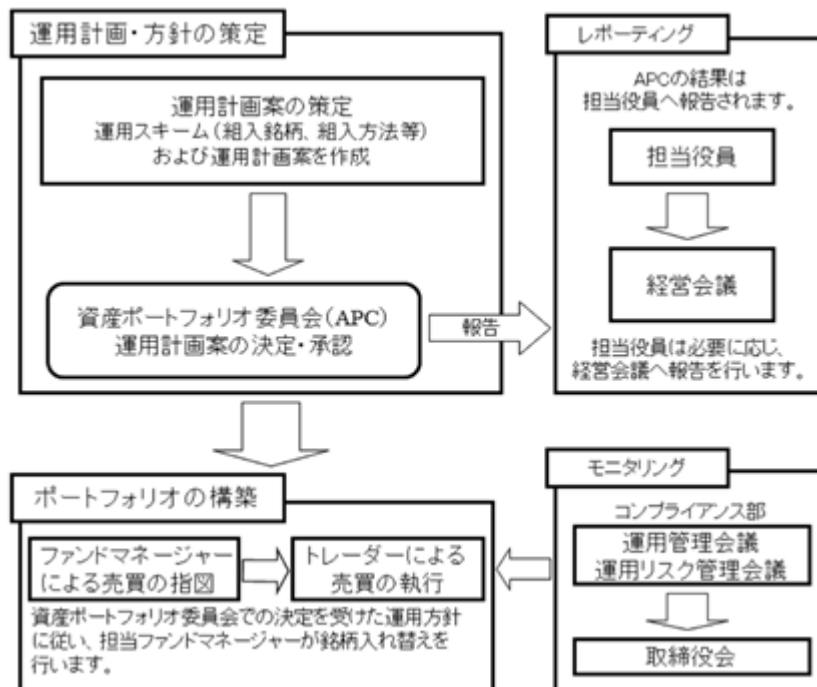 運用計画・方針の策定
運用計画案の策定
運用スキーム(組入銘柄、組入方法等)
および運用計画案を作成
資産ポートフォリオ委員会(APC)
運用計画案の決定・承認
報告
レポーティング
APCの結果は
担当役員へ報告されます。
担当役員
経営会議
担当役員は必要に応じ、
経営会議へ報告を行います。
ポートフォリオの構築
ファンドマネージャー
による売買の指図
トレーダーによる
売買の執行
資産ポートフォリオ委員会での決定を受けた運用方針
に従い、担当ファンドマネージャーが銘柄入れ替えを
行います。
モニタリング
コンプライアンス部
運用管理会議
運用リスク管理会議
取締役会